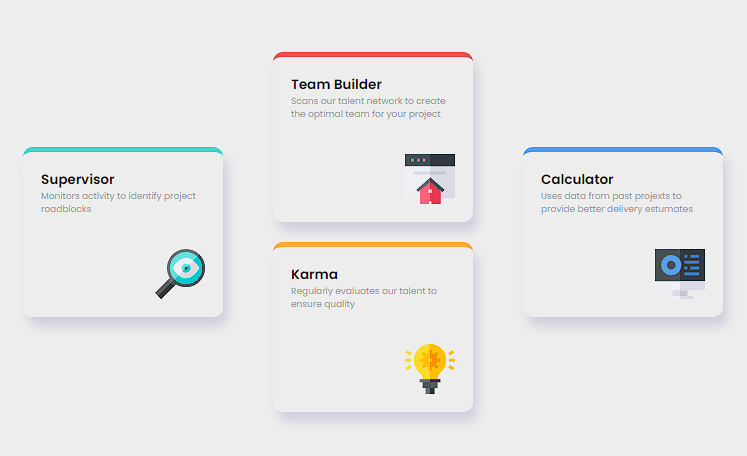 Team Builder
Scans our talent network to create
the optimal team for your project
Supervisor
Monitors activity to identify project
roadblocks
Calculator
Uses data from past projexts to
provide better delivery estumates
Karma
Regularly evaluates our talent to
ensure quality